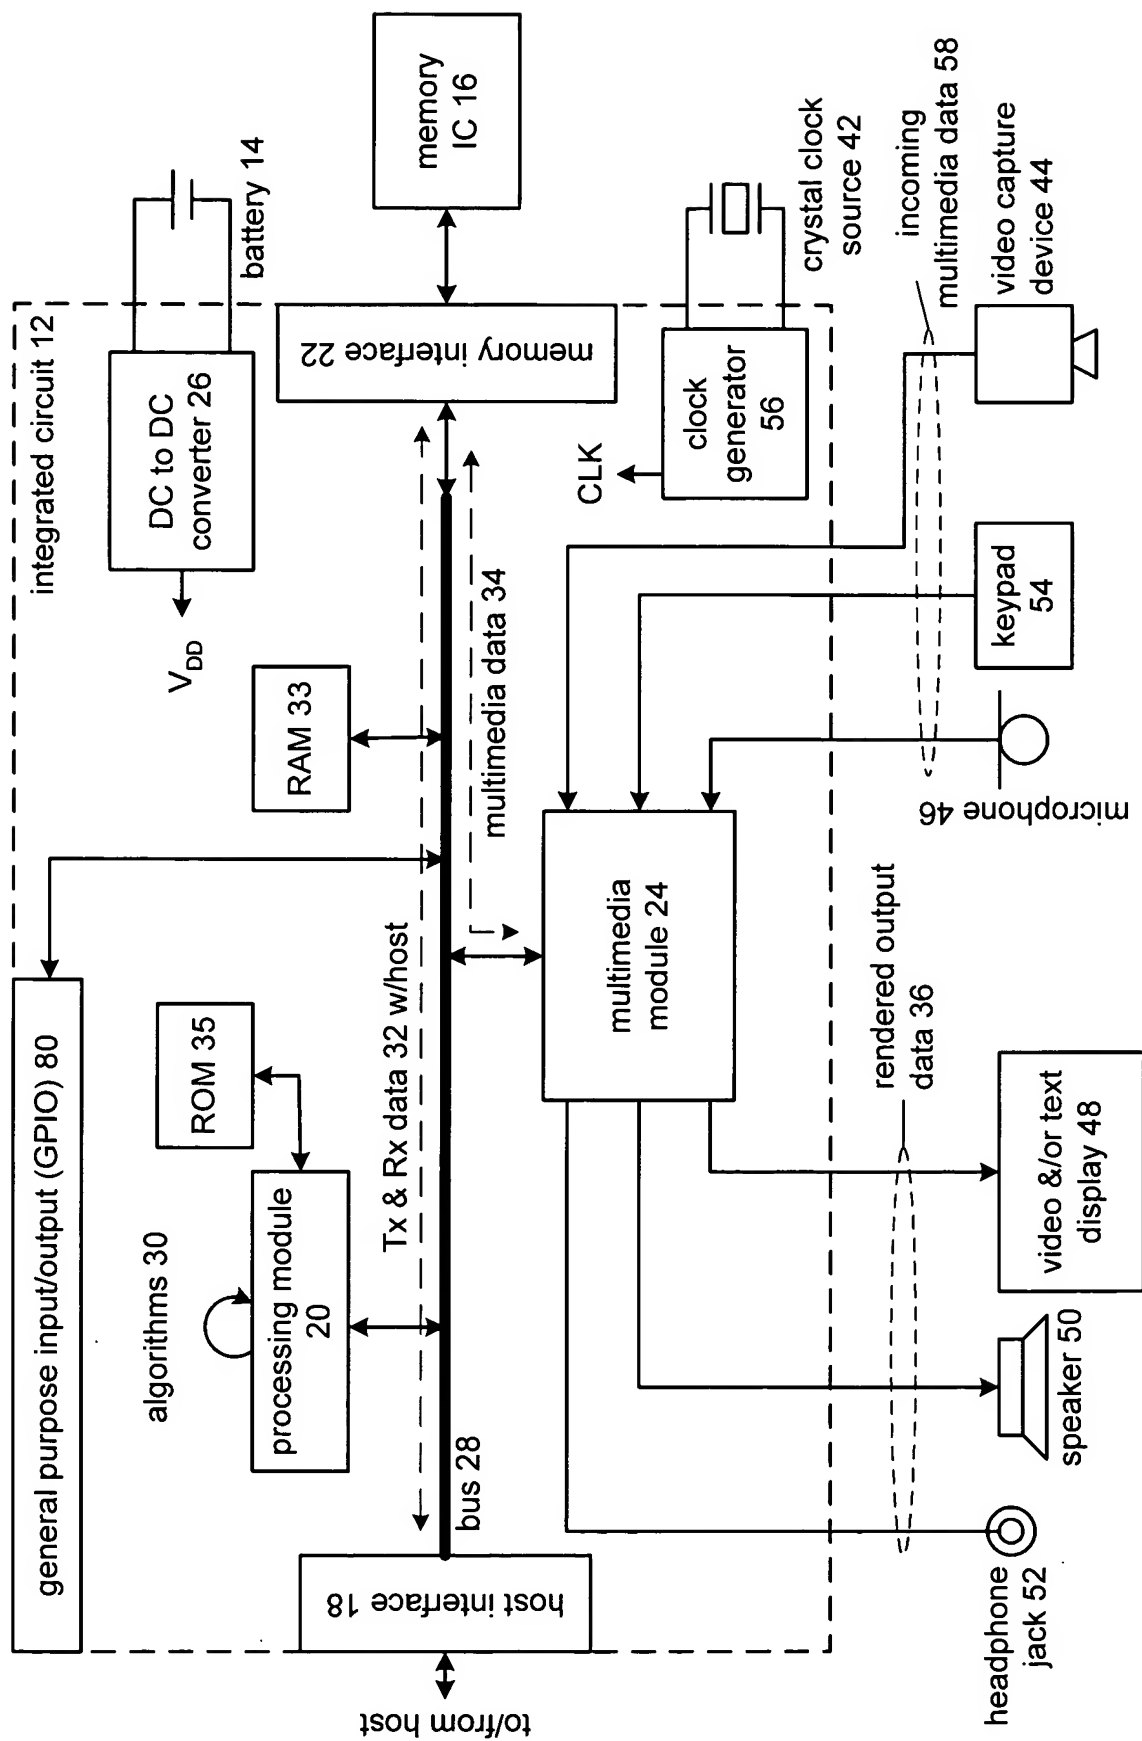 general purpose input/output (GPIO) 80
integrated circuit 12
DC to DC
converter 26
battery 14
V_DD
algorithms 30
ROM 35
RAM 33
processing module
20
Tx & Rx data 32 w/host
to/from host
host interface 18
bus 28
multimedia data 34
memory interface 22
memory
IC 16
multimedia
module 24
CLK
clock
generator
56
crystal clock
source 42
rendered output
data 36
incoming
multimedia data 58
headphone
jack 52
speaker 50
video &/or text
display 48
microphone 46
keypad
54
video capture
device 44